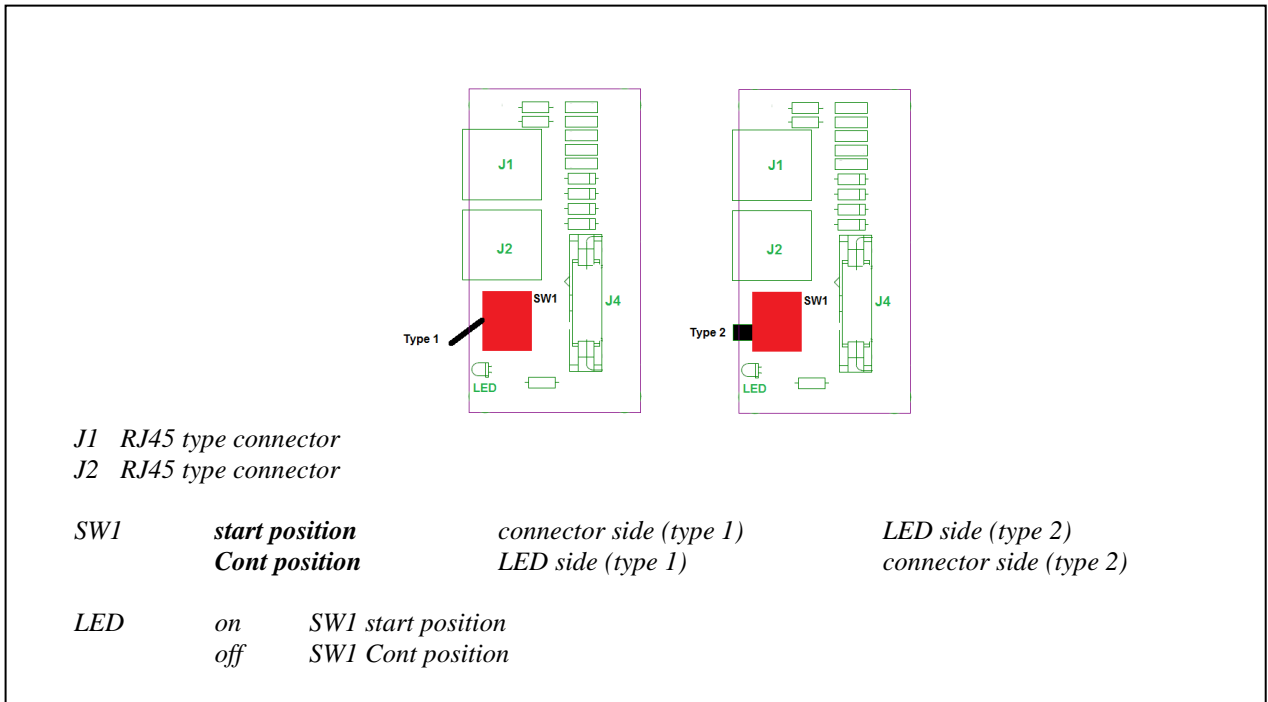 J1
J2
SW1
J4
Type 1
LED
J1
J2
SW1
J4
Type 2
LED
J1 RJ45 type connector
J2 RJ45 type connector
SW1 start position connector side (type 1) LED side (type 2)
Cont position LED side (type 1) connector side (type 2)
LED on SW1 start position
off SW1 Cont position